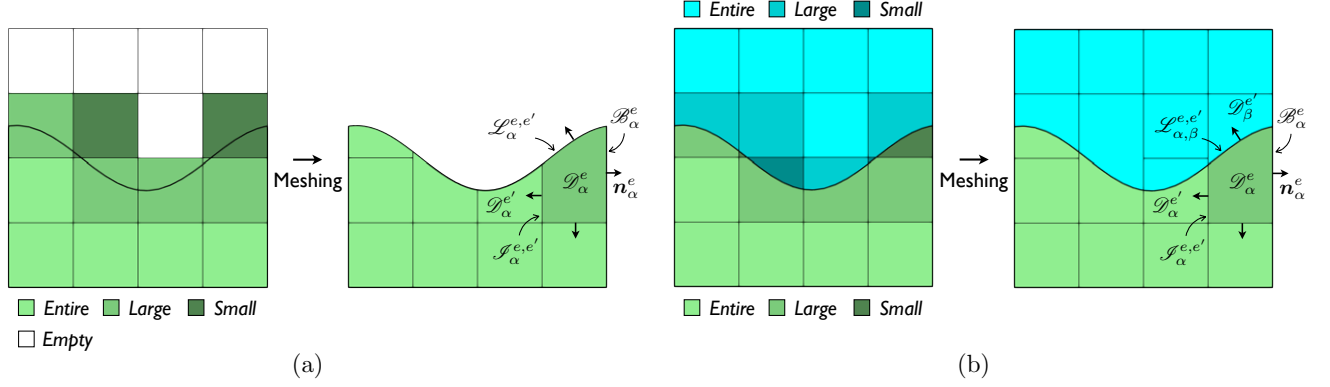 Entire Large Small
ℒ_α^{e,e'}
ℬ_α^e
𝒟_α^e
𝒟_α^{e'}
𝒏_α^e
ℐ_α^{e,e'}
Meshing
Entire Large Small
Empty
(a)
ℒ_{α,β}^{e,e'}
𝒟_β^{e'}
ℬ_α^e
𝒟_α^e
𝒟_α^{e'}
𝒏_α^e
ℐ_α^{e,e'}
Meshing
Entire Large Small
(b)